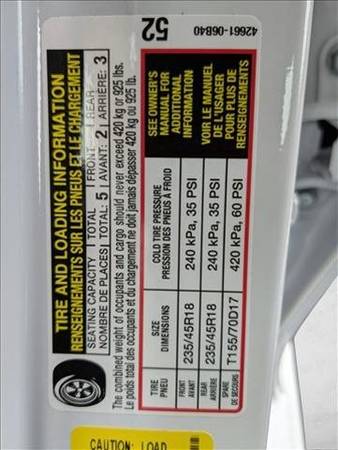 TIRE AND LOADING INFORMATION
RENSEIGNEMENTS SUR LES PNEUS ET LE CHARGEMENT
SEATING CAPACITY | TOTAL | FRONT | REAR
NOMBRE DE PLACES | TOTAL: 5 | AVANT: 2 | ARRIÈRE: 3
The combined weight of occupants and cargo should never exceed 420 kg or 925 lbs.
Le poids total des occupants et du chargement ne doit jamais dépasser 420 kg ou 925 lb.
TIRE SIZE COLD TIRE PRESSURE
PNEU DIMENSIONS PRESSION DES PNEUS À FROID
FRONT
AVANT 235/45R18 240 kPa, 35 PSI
REAR
ARRIÈRE 235/45R18 240 kPa, 35 PSI
SPARE
DE SECOURS T155/70D17 420 kPa, 60 PSI
SEE OWNER'S
MANUAL FOR
ADDITIONAL
INFORMATION
VOIR LE MANUEL
DE L'USAGER
POUR PLUS DE
RENSEIGNEMENTS
52
42661-06B40
CAUTION: LOAD